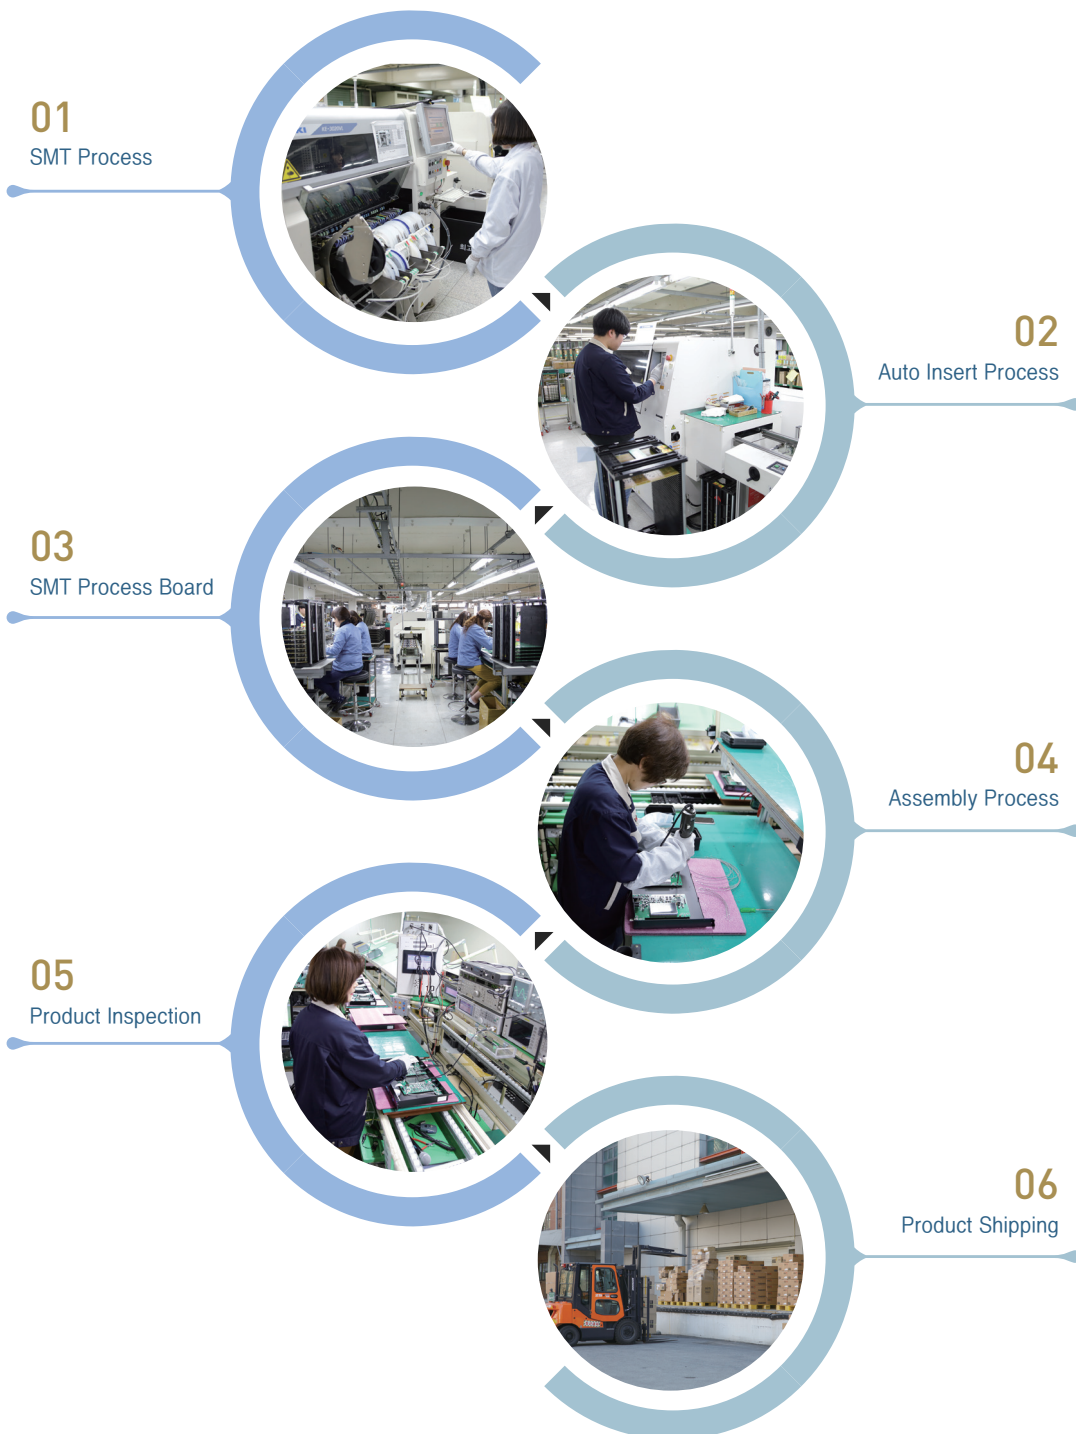 01
SMT Process
02
Auto Insert Process
03
SMT Process Board
04
Assembly Process
05
Product Inspection
06
Product Shipping